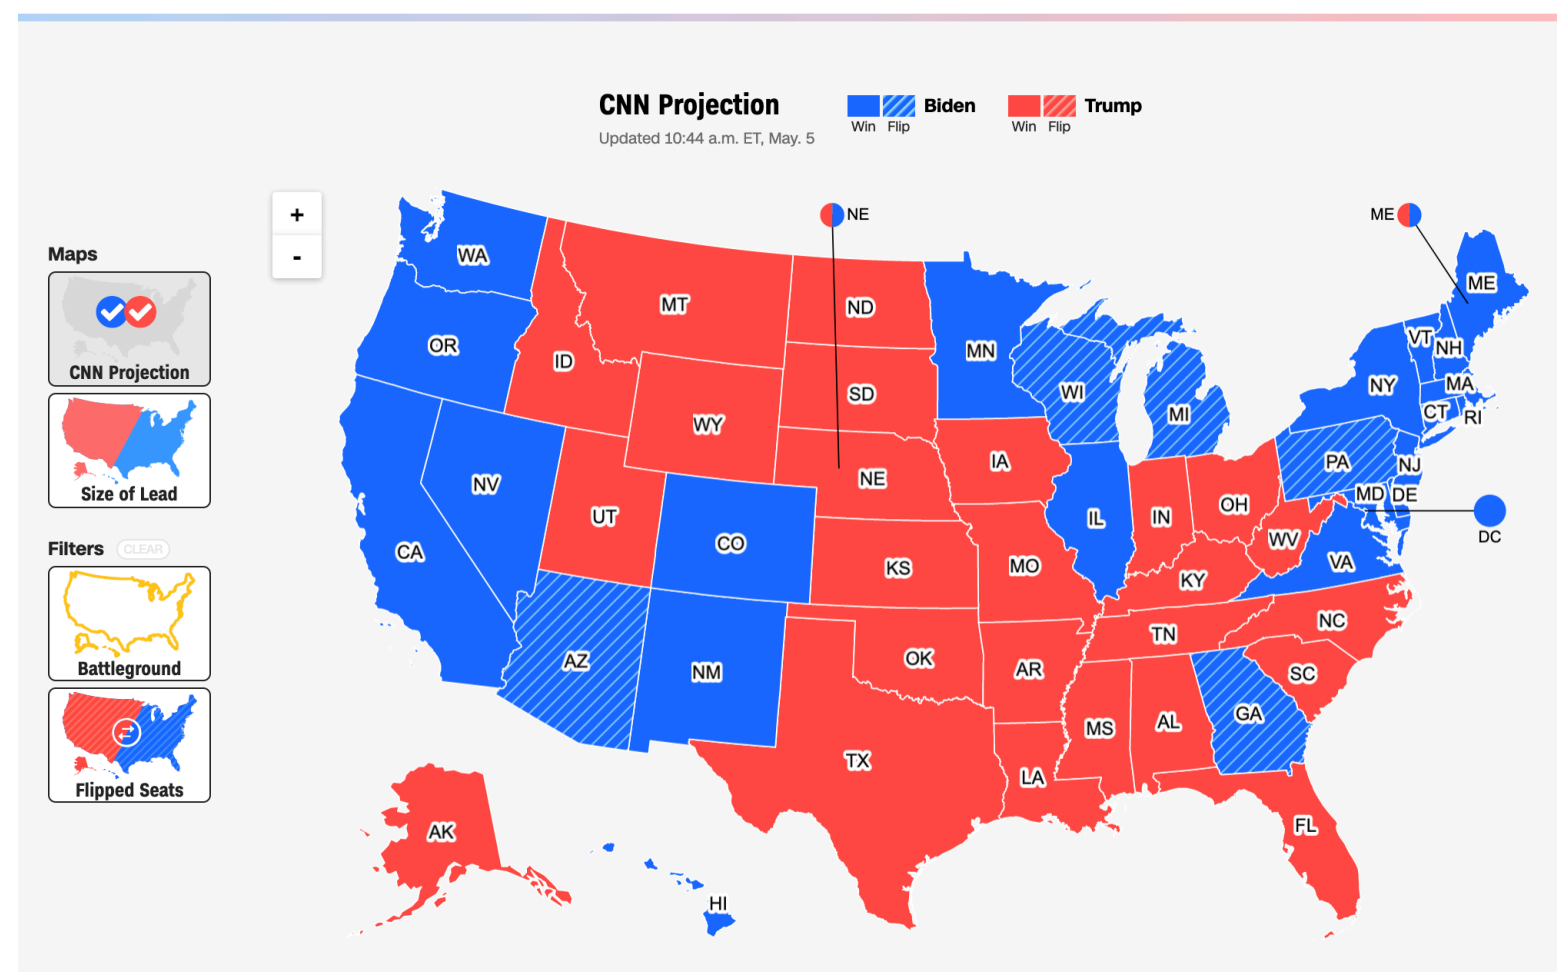 CNN Projection
Updated 10:44 a.m. ET, May. 5
Win Flip Biden
Win Flip Trump
+
-
Maps
CNN Projection
Size of Lead
Filters CLEAR
Battleground
Flipped Seats
NE
ME
WA
MT
ND
MN
ME
OR
ID
SD
WI
MI
VT
NH
NY
MA
CT
RI
WY
NV
NE
IA
PA
NJ
UT
CO
IL
IN
OH
MD
DE
DC
CA
KS
MO
WV
VA
KY
AZ
NM
OK
AR
TN
NC
SC
TX
LA
MS
AL
GA
FL
AK
HI